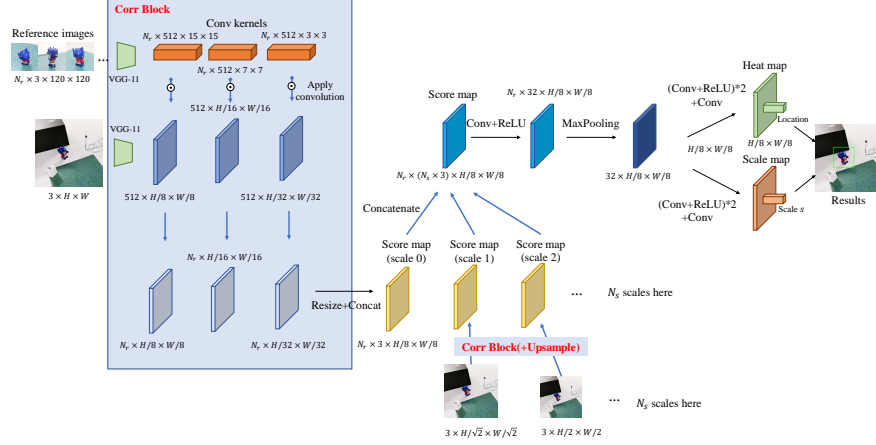 Corr Block
Reference images
Conv kernels
N_r × 512 × 15 × 15
N_r × 512 × 3 × 3
...
VGG-11
N_r × 3 × 120 × 120
N_r × 512 × 7 × 7
Apply
convolution
512 × H/16 × W/16
VGG-11
3 × H × W
512 × H/8 × W/8
512 × H/32 × W/32
N_r × H/16 × W/16
N_r × H/8 × W/8
N_r × H/32 × W/32
Resize+Concat
Score map
(scale 0)
Score map
(scale 1)
Score map
(scale 2)
... N_s scales here
N_r × 3 × H/8 × W/8
Corr Block(+Upsample)
... N_s scales here
3 × H/√2 × W/√2
3 × H/2 × W/2
Concatenate
Score map
N_r × (N_s × 3) × H/8 × W/8
Conv+ReLU
N_r × 32 × H/8 × W/8
MaxPooling
32 × H/8 × W/8
(Conv+ReLU)*2
+Conv
H/8 × W/8
(Conv+ReLU)*2
+Conv
Heat map
Location
H/8 × W/8
Scale map
Scale s
Results